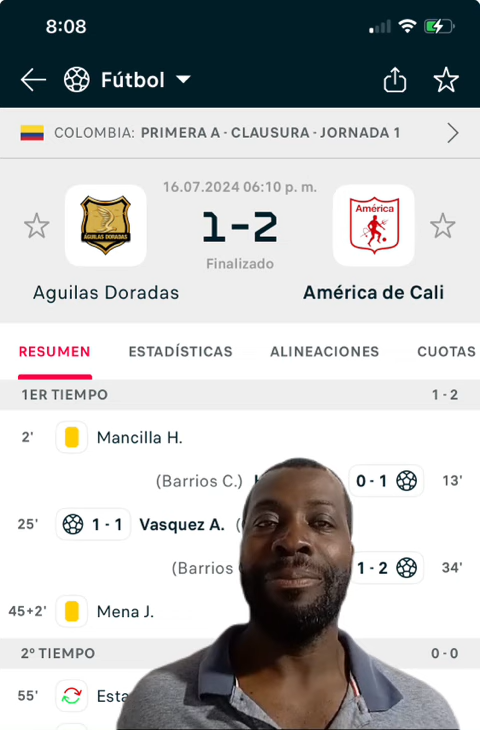 8:08
Fútbol
COLOMBIA: PRIMERA A - CLAUSURA - JORNADA 1
16.07.2024 06:10 p. m.
1-2
Finalizado
AGUILAS DORADAS
América
Aguilas Doradas
América de Cali
RESUMEN ESTADÍSTICAS ALINEACIONES CUOTAS
1ER TIEMPO 1 - 2
2' Mancilla H.
(Barrios C.) 0 - 1 13'
25' 1 - 1 Vasquez A. (
(Barrios 1 - 2 34'
45+2' Mena J.
2º TIEMPO 0 - 0
55'